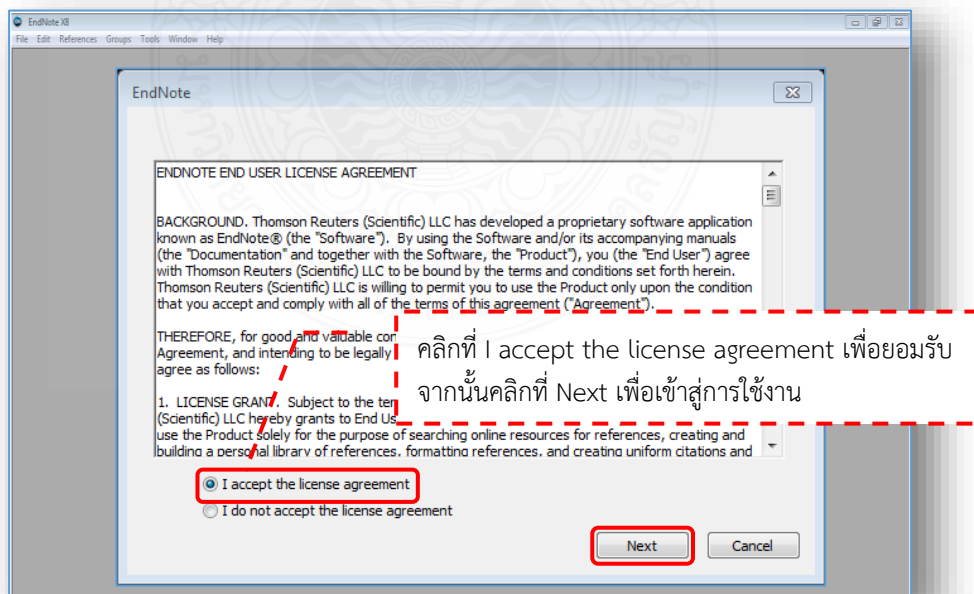 EndNote X8
File Edit References Groups Tools Window Help
EndNote
ENDNOTE END USER LICENSE AGREEMENT
BACKGROUND. Thomson Reuters (Scientific) LLC has developed a proprietary software application
known as EndNote® (the "Software"). By using the Software and/or its accompanying manuals
(the "Documentation" and together with the Software, the "Product"), you (the "End User") agree
with Thomson Reuters (Scientific) LLC to be bound by the terms and conditions set forth herein.
Thomson Reuters (Scientific) LLC is willing to permit you to use the Product only upon the condition
that you accept and comply with all of the terms of this agreement ("Agreement").
THEREFORE, for good and valuable con
Agreement, and intending to be legally
agree as follows:
คลิกที่ I accept the license agreement เพื่อยอมรับ
จากนั้นคลิกที่ Next เพื่อเข้าสู่การใช้งาน
1. LICENSE GRANT. Subject to the ter
(Scientific) LLC hereby grants to End Us
use the Product solely for the purpose of searching online resources for references, creating and
building a personal library of references, formatting references, and creating uniform citations and
I accept the license agreement
I do not accept the license agreement
Next Cancel